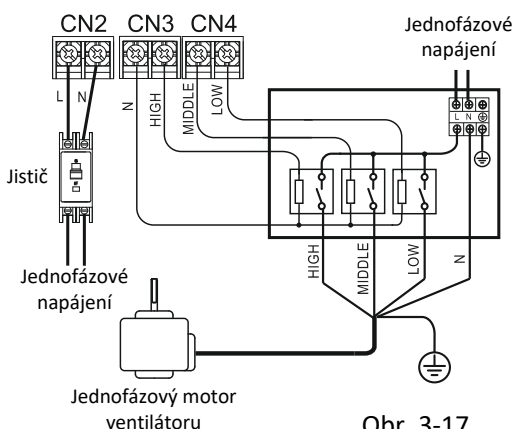 CN2 CN3 CN4
Jednofázové
napájení
L N
N
HIGH
MIDDLE
LOW
L N
Jistič
Jednofázové
napájení
HIGH
MIDDLE
LOW
N
Jednofázový motor
ventilátoru
Obr. 3-17